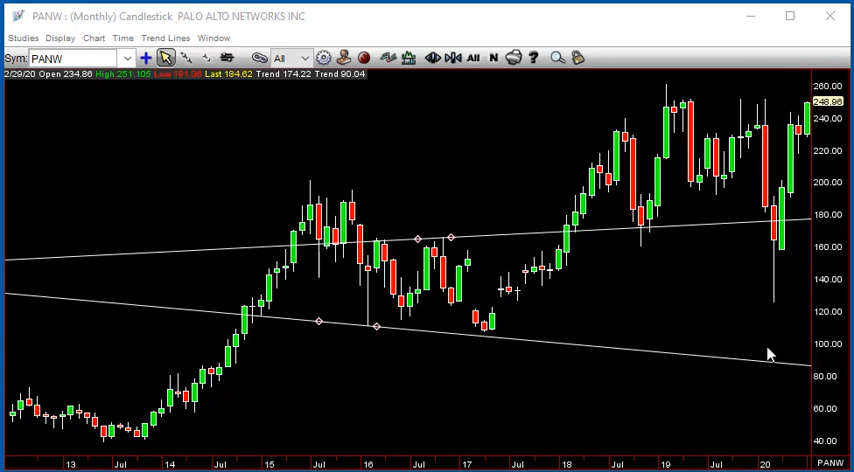 PANW : (Monthly) Candlestick  PALO ALTO NETWORKS INC
Studies Display Chart Time Trend Lines Window
Sym: PANW All All N ?
2/29/20 Open 234.86 High 251.105 Low 181.06 Last 184.62 Trend 174.22 Trend 90.04
260.00
248.96
240.00
220.00
200.00
180.00
160.00
140.00
120.00
100.00
80.00
60.00
40.00
13 Jul 14 Jul 15 Jul 16 Jul 17 Jul 18 Jul 19 Jul 20 PANW